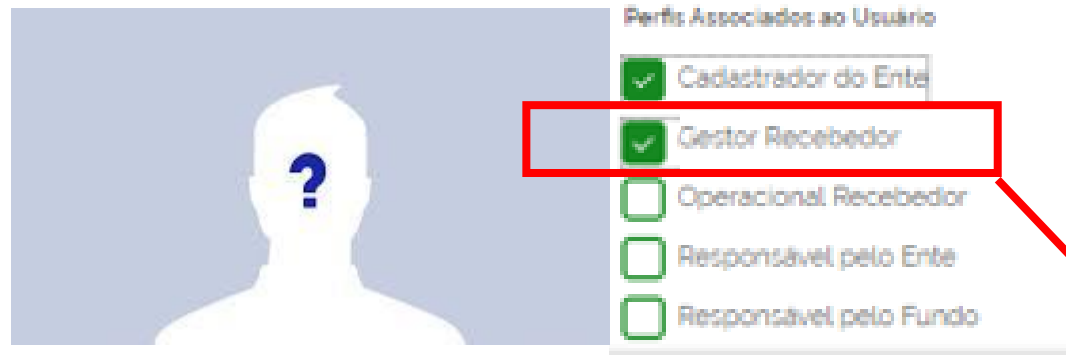 Perfis Associados ao Usuário
Cadastrador do Ente
Gestor Recebedor
?
Operacional Recebedor
Responsável pelo Ente
Responsável pelo Fundo